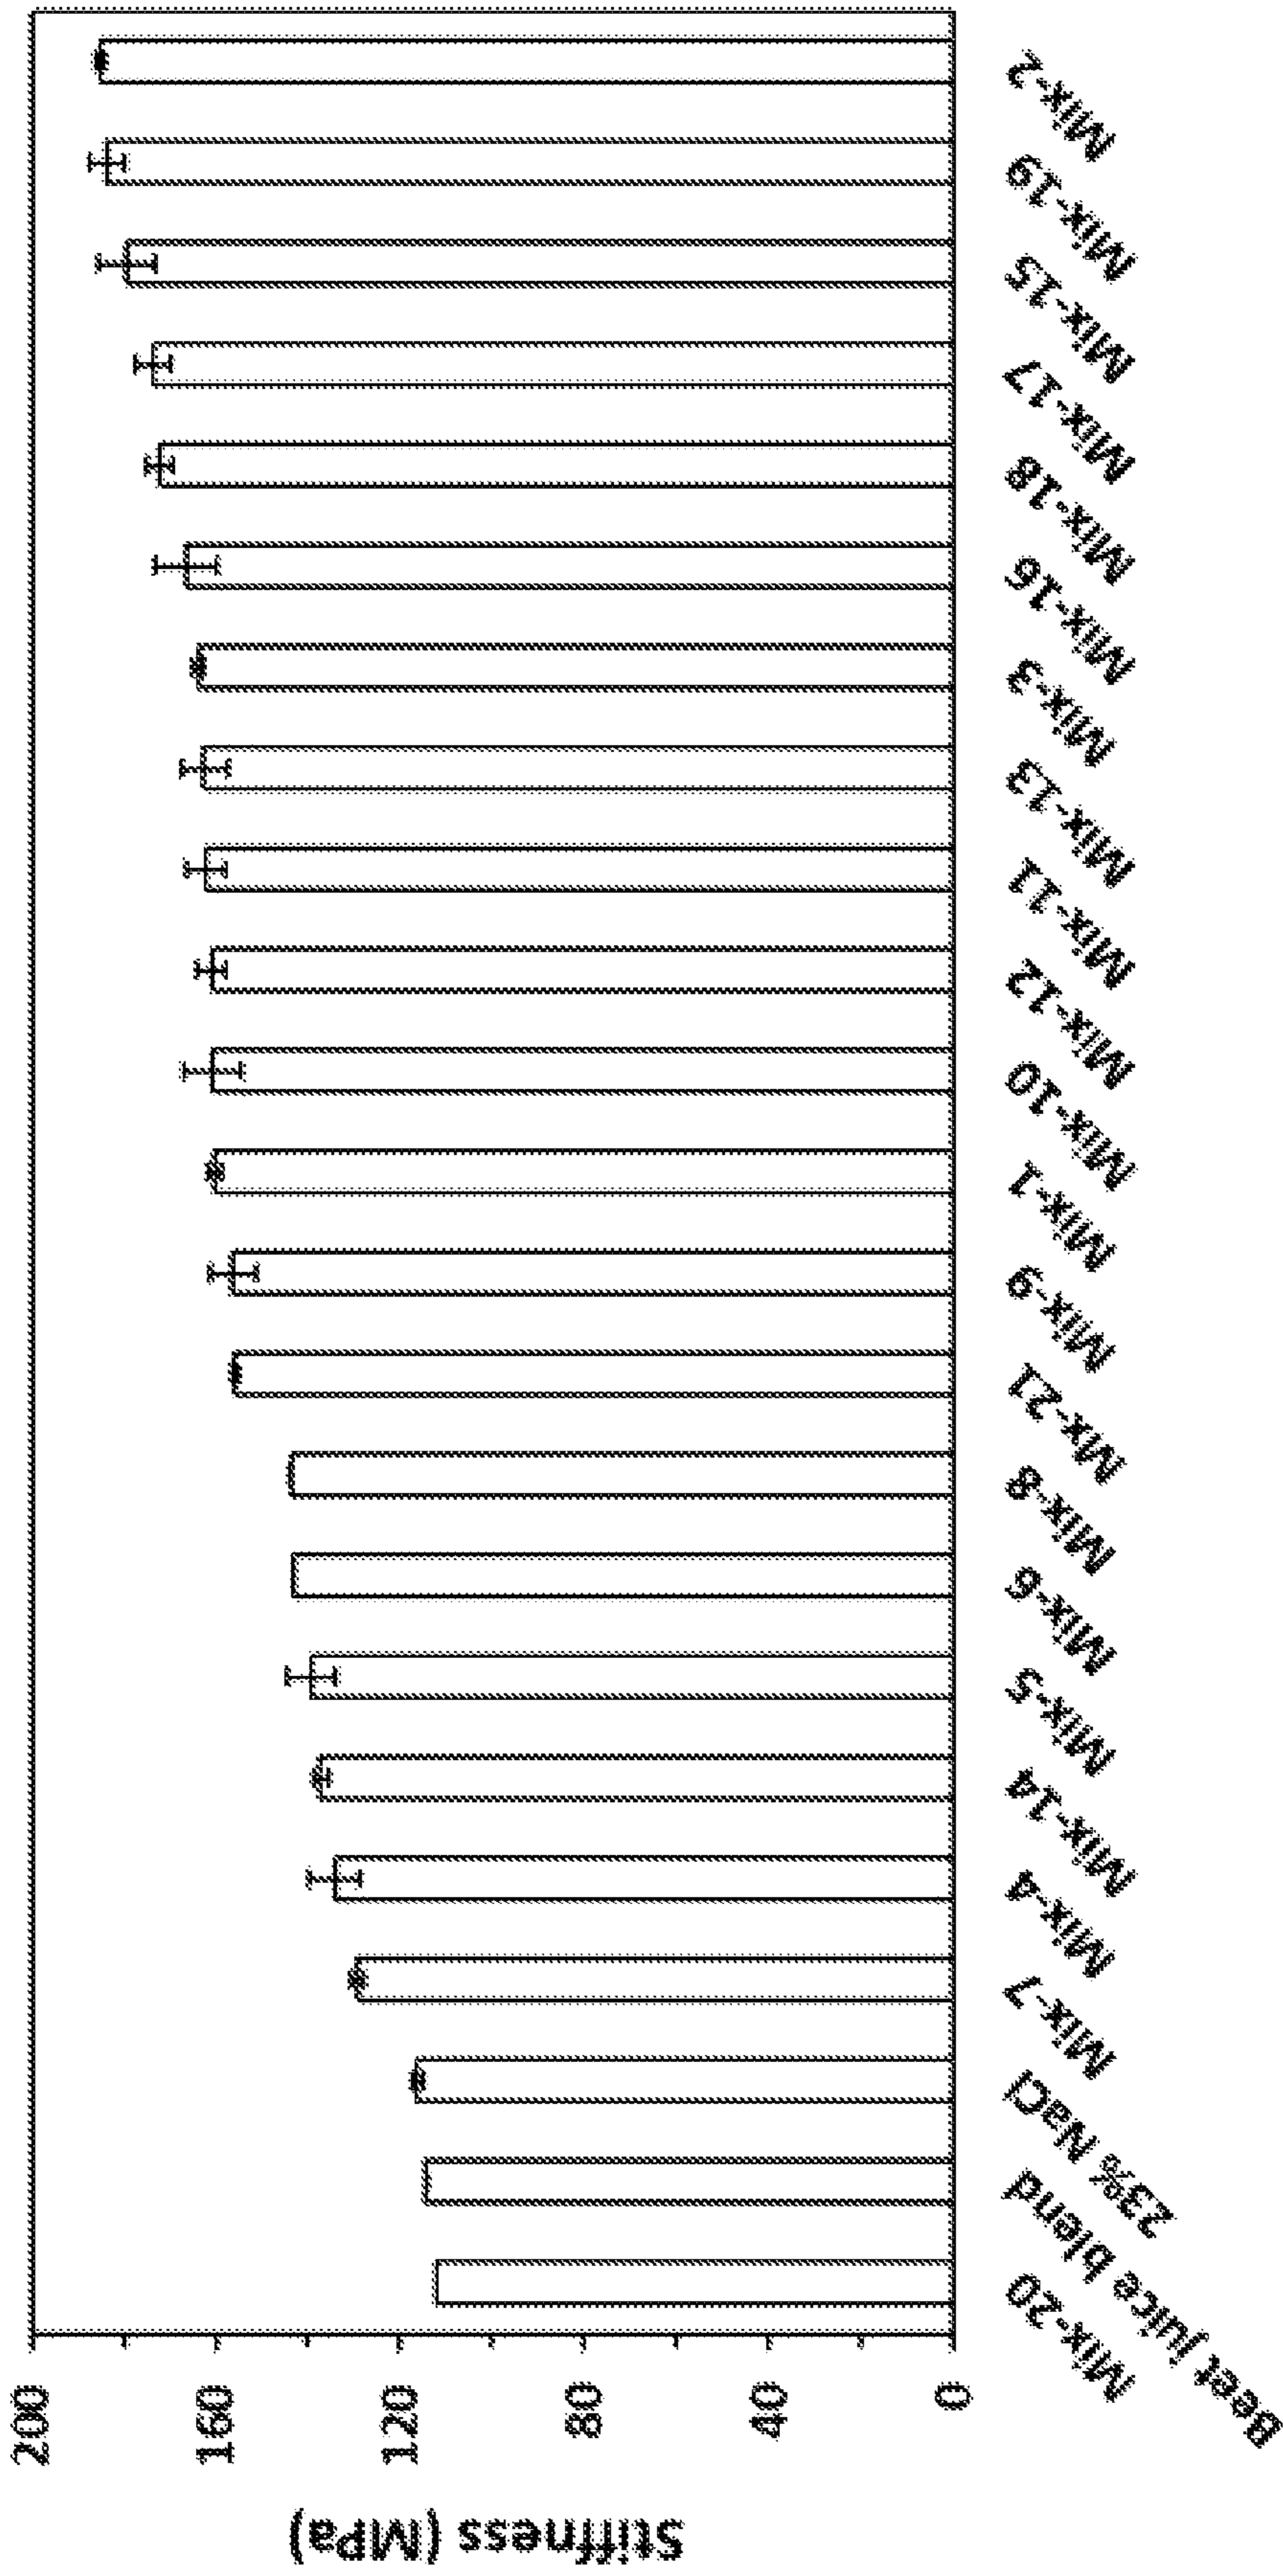 Stiffness (MPa)
200
160
120
80
40
0
Mix-20
Beet juice blend
23% NaCl
Mix-7
Mix-4
Mix-14
Mix-5
Mix-6
Mix-8
Mx-21
Mix-9
Mix-1
Mix-10
Mix-12
Mix-11
Mix-13
Mix-3
Mix-16
Mix-18
Mix-17
Mix-15
Mix-19
Mix-2